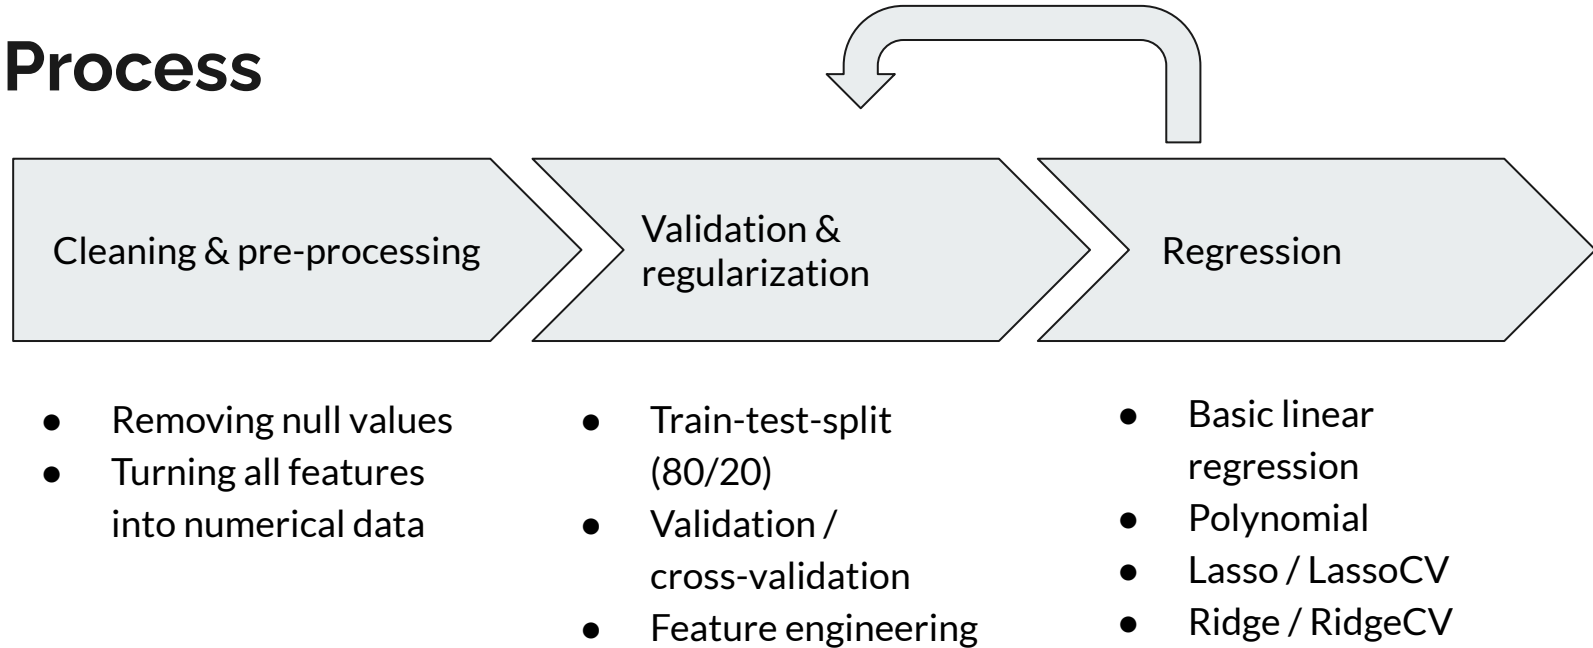 Process
Cleaning & pre-processing
Validation &
regularization
Regression
● Removing null values
● Turning all features
into numerical data
● Train-test-split
(80/20)
● Validation /
cross-validation
● Feature engineering
● Basic linear
regression
● Polynomial
● Lasso / LassoCV
● Ridge / RidgeCV